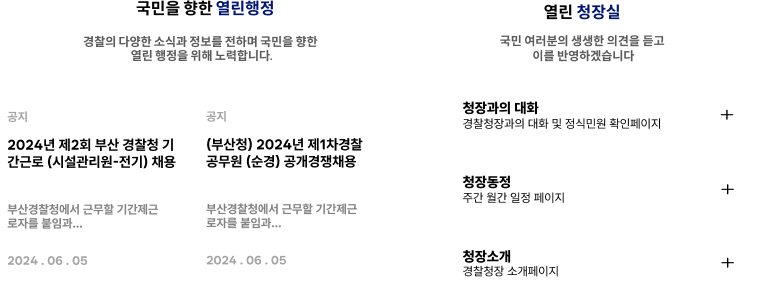 국민을 향한 열린행정
경찰의 다양한 소식과 정보를 전하며 국민을 향한
열린 행정을 위해 노력합니다.
공지
2024년 제2회 부산 경찰청 기
간근로 (시설관리원-전기) 채용
부산경찰청에서 근무할 기간제근
로자를 붙임과...
2024 . 06 . 05
공지
(부산청) 2024년 제1차경찰
공무원 (순경) 공개경쟁채용
부산경찰청에서 근무할 기간제근
로자를 붙임과...
2024 . 06 . 05
열린 청장실
국민 여러분의 생생한 의견을 듣고
이를 반영하겠습니다
청장과의 대화
경찰청장과의 대화 및 정식민원 확인페이지
청장동정
주간 월간 일정 페이지
청장소개
경찰청장 소개페이지